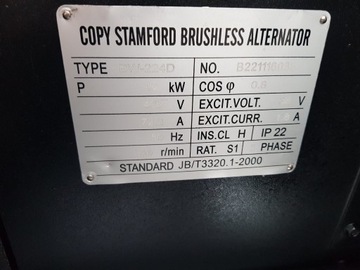 COPY STAMFORD BRUSHLESS ALTERNATOR
TYPE NO.
P kW COS φ
V EXCIT.VOLT. V
A EXCIT.CURR. A
Hz INS.CL H IP 22
r/min RAT. S1 PHASE
STANDARD JB/T3320.1-2000